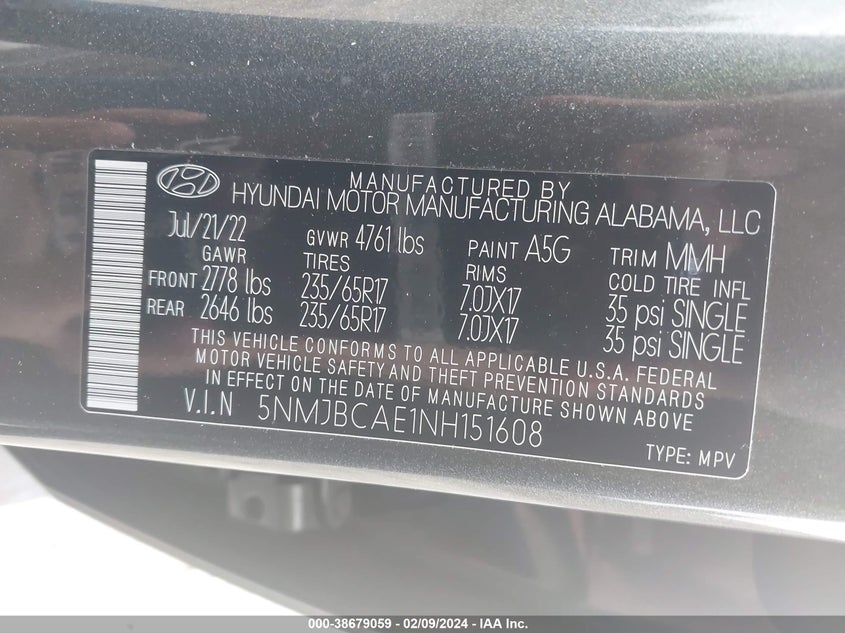 MANUFACTURED BY
HYUNDAI MOTOR MANUFACTURING ALABAMA, LLC
Jul/21/22 GVWR 4761 lbs PAINT A5G TRIM MMH
GAWR TIRES RIMS COLD TIRE INFL
FRONT 2778 lbs 235/65R17 7.0JX17 35 psi SINGLE
REAR 2646 lbs 235/65R17 7.0JX17 35 psi SINGLE
THIS VEHICLE CONFORMS TO ALL APPLICABLE U.S.A. FEDERAL
MOTOR VEHICLE SAFETY AND THEFT PREVENTION STANDARDS
IN EFFECT ON THE DATE OF MANUFACTURE SHOWN ABOVE
V.I.N 5NMJBCAE1NH151608
TYPE: MPV
000-38679059 - 02/09/2024 - IAA Inc.